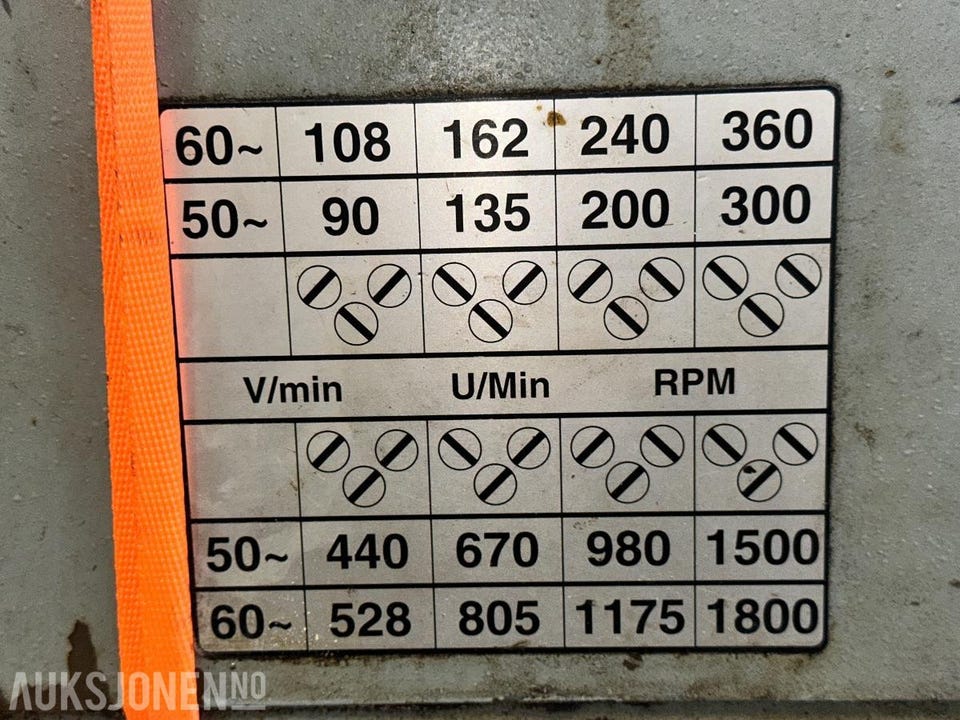 60~ 108 162 240 360
50~ 90 135 200 300
V/min U/Min RPM
50~ 440 670 980 1500
60~ 528 805 1175 1800
AUKSJONEN.NO